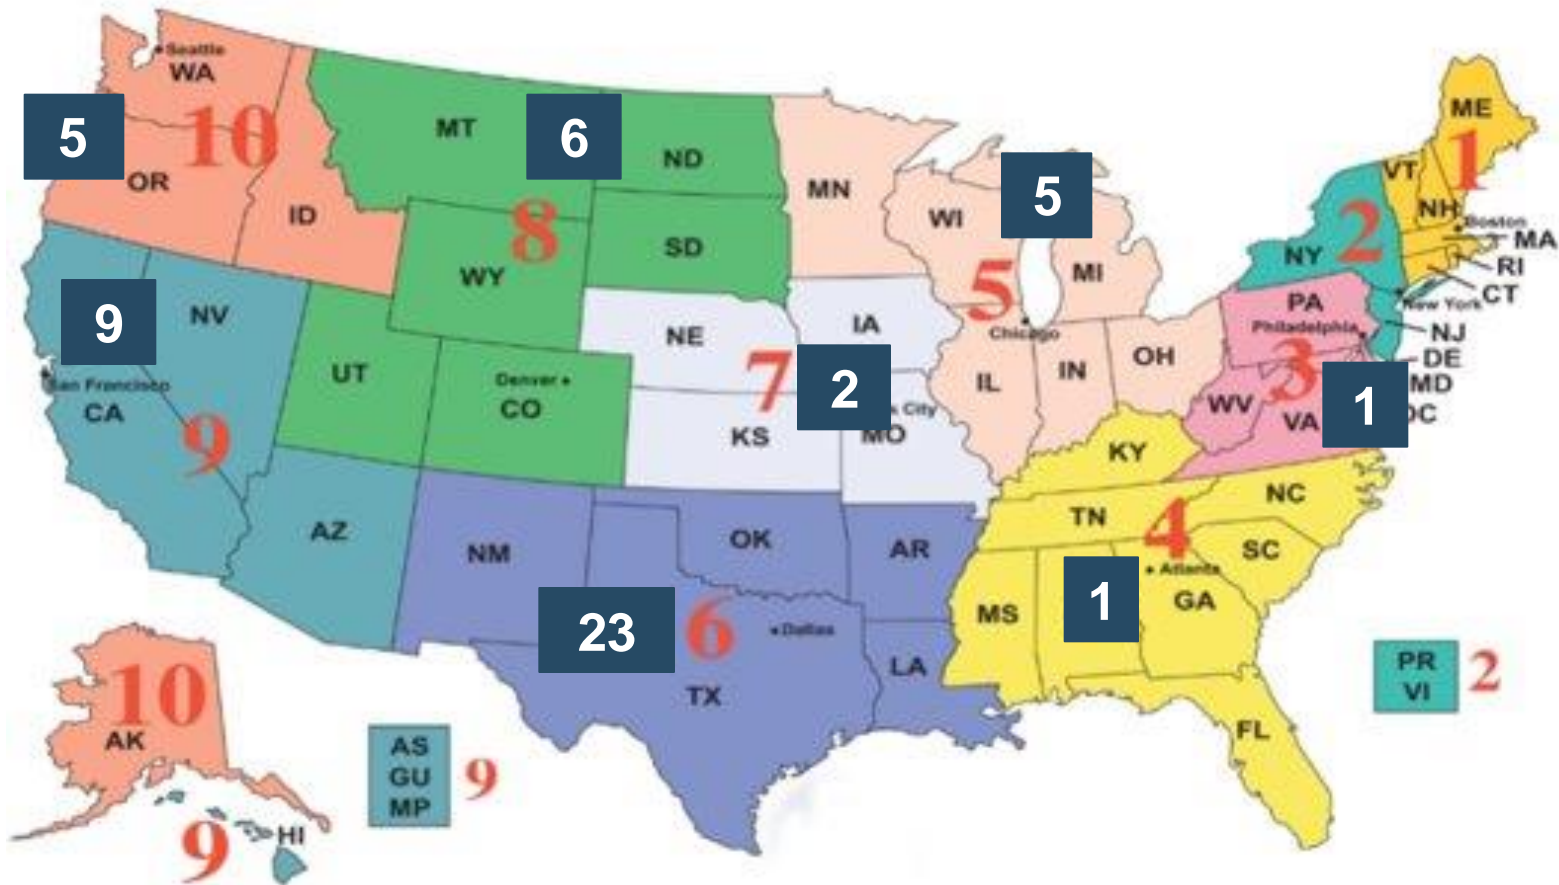 Seattle
WA
10
5
OR
ID
MT
6
ND
8
WY
SD
MN
WI
5
MI
5
Chicago
ME
1
VT
NH
Boston
MA
RI
CT
2
NY
New York
NJ
PA
Philadelphia
DE
3
MD
WV
VA
1
DC
9
NV
San Francisco
CA
9
UT
Denver
CO
NE
IA
7
2
s City
KS
MO
IL
IN
OH
KY
TN
4
NC
SC
Atlanta
GA
1
MS
AZ
NM
OK
AR
23
6
Dallas
TX
LA
FL
PR
VI
2
10
AK
AS
GU
MP
9
HI
9